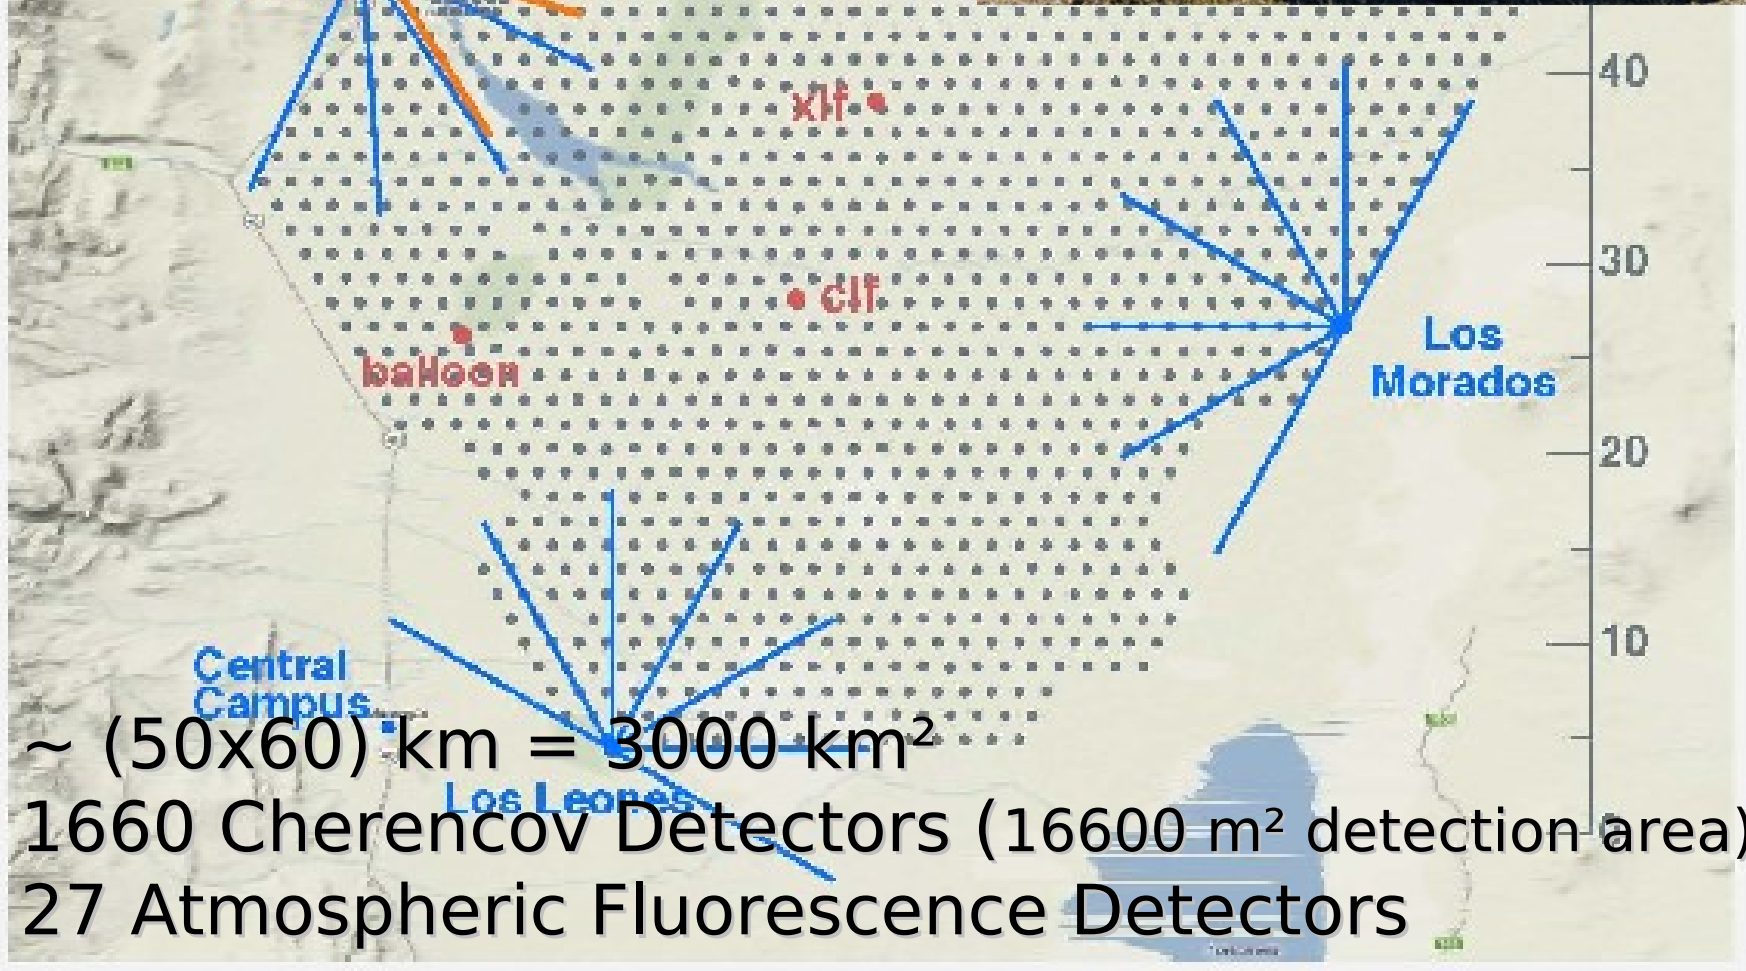 40
xlf
30
clf
Los
Morados
balloon
20
10
Central
Campus
~ (50x60) km = 3000 km²
Los Leones
1660 Cherencov Detectors (16600 m² detection area)
0
27 Atmospheric Fluorescence Detectors